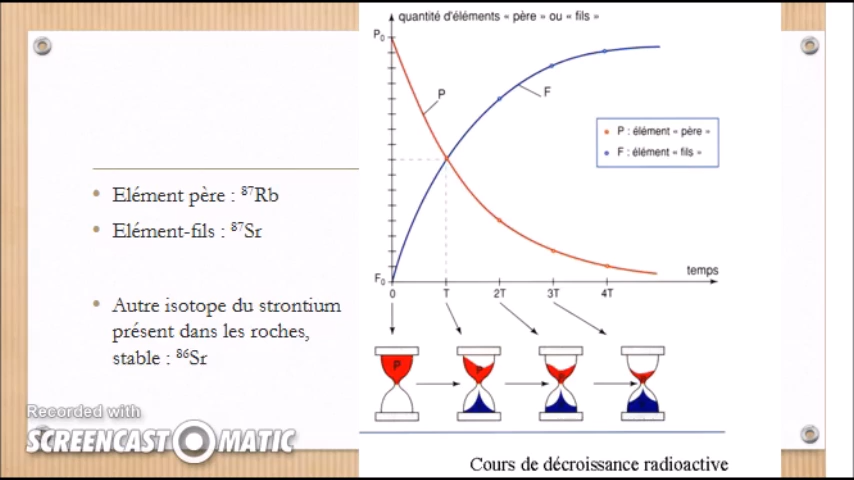 • Elément père : ⁸⁷Rb
• Elément-fils : ⁸⁷Sr
• Autre isotope du strontium
présent dans les roches,
stable : ⁸⁶Sr
quantité d'éléments « père » ou « fils »
P₀
P
F
P : élément « père »
F : élément « fils »
F₀
temps
0 T 2T 3T 4T
P P
Cours de décroissance radioactive
Recorded with
SCREENCAST MATIC